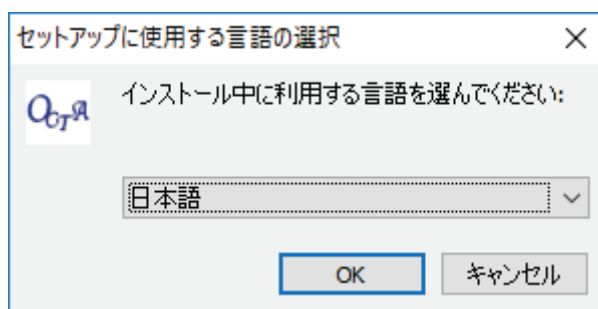 セットアップに使用する言語の選択
OCTA
インストール中に利用する言語を選んでください:
日本語
OK
キャンセル